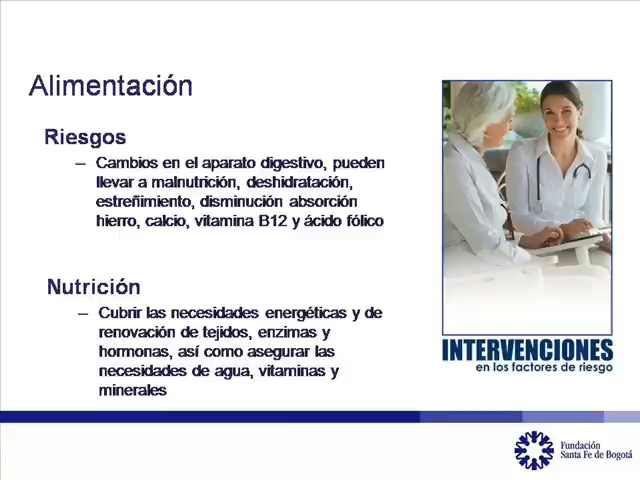 Alimentación
Riesgos
– Cambios en el aparato digestivo, pueden
llevar a malnutrición, deshidratación,
estreñimiento, disminución absorción
hierro, calcio, vitamina B12 y ácido fólico
Nutrición
– Cubrir las necesidades energéticas y de
renovación de tejidos, enzimas y
hormonas, así como asegurar las
necesidades de agua, vitaminas y
minerales
INTERVENCIONES
en los factores de riesgo
Fundación
Santa Fe de Bogotá